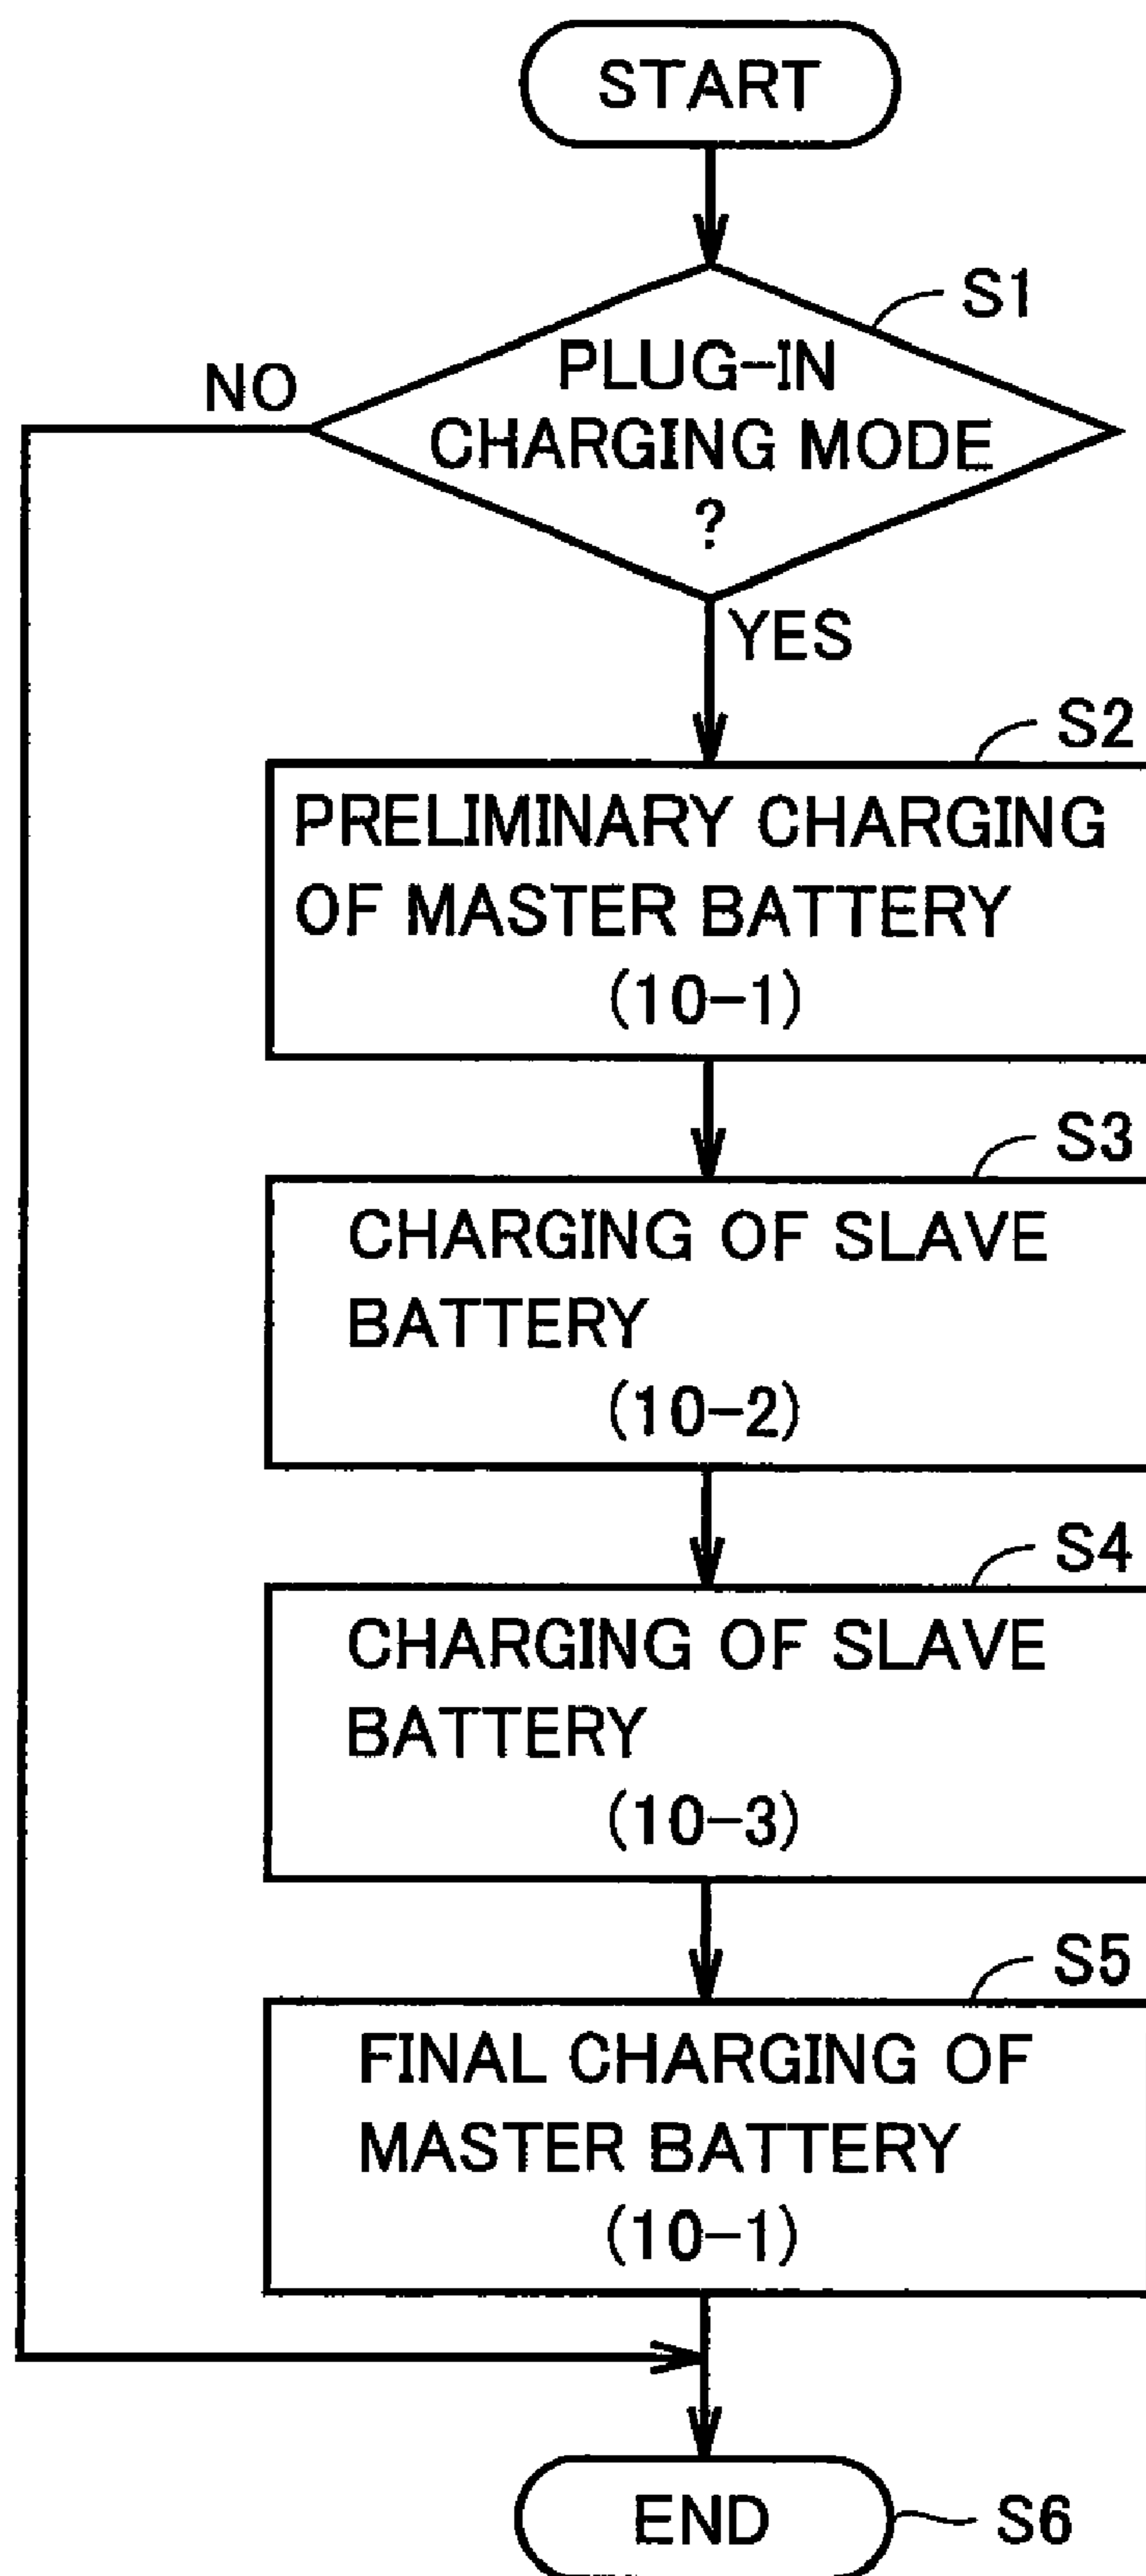 START
S1
PLUG-IN
CHARGING MODE
?
NO
YES
S2
PRELIMINARY CHARGING
OF MASTER BATTERY
(10-1)
S3
CHARGING OF SLAVE
BATTERY
(10-2)
S4
CHARGING OF SLAVE
BATTERY
(10-3)
S5
FINAL CHARGING OF
MASTER BATTERY
(10-1)
END
S6